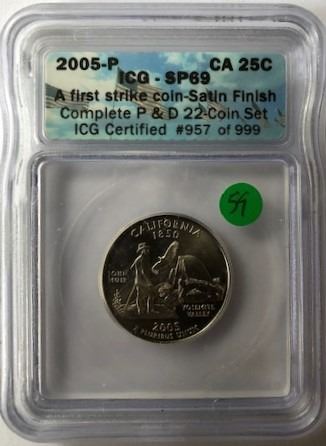 2005-P CA 25C
ICG - SP69
A first strike coin-Satin Finish
Complete P & D 22-Coin Set
ICG Certified #957 of 999
59
CALIFORNIA
1850
JOHN
MUIR
YOSEMITE
VALLEY
2005
E PLURIBUS UNUM